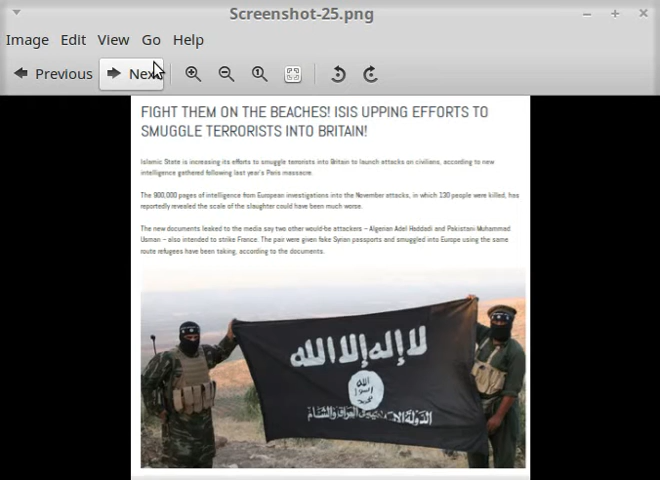 Screenshot-25.png
Image Edit View Go Help
Previous Next
FIGHT THEM ON THE BEACHES! ISIS UPPING EFFORTS TO
SMUGGLE TERRORISTS INTO BRITAIN!
Islamic State is increasing its efforts to smuggle terrorists into Britain to launch attacks on civilians, according to new
intelligence gathered following last year's Paris massacre.
The 900,000 pages of intelligence from European investigations into the November attacks, in which 130 people were killed, has
reportedly revealed the scale of the slaughter could have been much worse.
The new documents leaked to the media say two other would-be attackers – Algerian Adel Haddadi and Pakistani Muhammad
Usman – also intended to strike France. The pair were given fake Syrian passports and smuggled into Europe using the same
route refugees have been taking, according to the documents.
لا إله إلا الله
الله
رسول
محمد
الدولة الاسلامية في العراق والشام